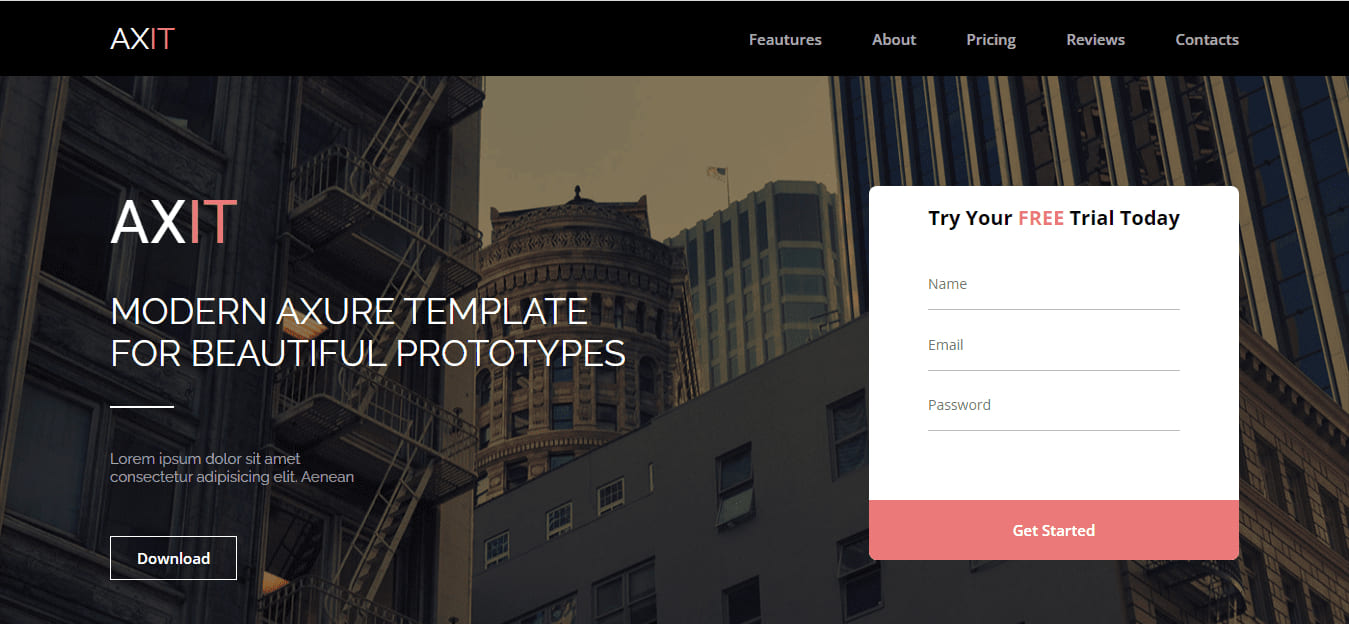 AXIT
Feautures About Pricing Reviews Contacts
AXIT
MODERN AXURE TEMPLATE
FOR BEAUTIFUL PROTOTYPES
Lorem ipsum dolor sit amet
consectetur adipisicing elit. Aenean
Download
Try Your FREE Trial Today
Name
Email
Password
Get Started